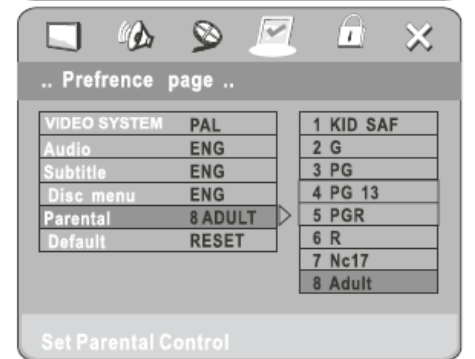 .. Prefrence page ..
VIDEO SYSTEM PAL
Audio ENG
Subtitle ENG
Disc menu ENG
Parental 8 ADULT
Default RESET
1 KID SAF
2 G
3 PG
4 PG 13
5 PGR
6 R
7 Nc17
8 Adult
Set Parental Control